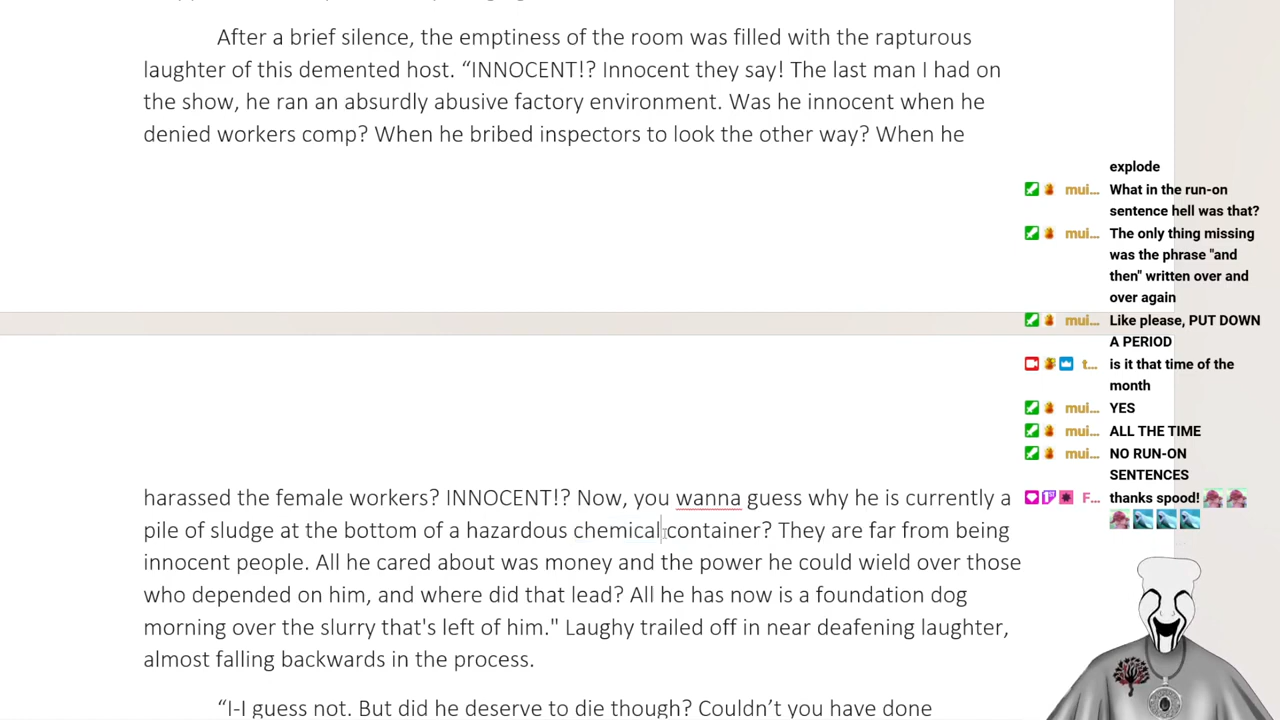 After a brief silence, the emptiness of the room was filled with the rapturous
laughter of this demented host. “INNOCENT!? Innocent they say! The last man I had on
the show, he ran an absurdly abusive factory environment. Was he innocent when he
denied workers comp? When he bribed inspectors to look the other way? When he
harassed the female workers? INNOCENT!? Now, you wanna guess why he is currently a
pile of sludge at the bottom of a hazardous chemical container? They are far from being
innocent people. All he cared about was money and the power he could wield over those
who depended on him, and where did that lead? All he has now is a foundation dog
morning over the slurry that's left of him." Laughy trailed off in near deafening laughter,
almost falling backwards in the process.
“I-I guess not. But did he deserve to die though? Couldn’t you have done
explode
mui... What in the run-on
sentence hell was that?
mui... The only thing missing
was the phrase "and
then" written over and
over again
mui... Like please, PUT DOWN
A PERIOD
t... is it that time of the
month
mui... YES
mui... ALL THE TIME
mui... NO RUN-ON
SENTENCES
F... thanks spood!